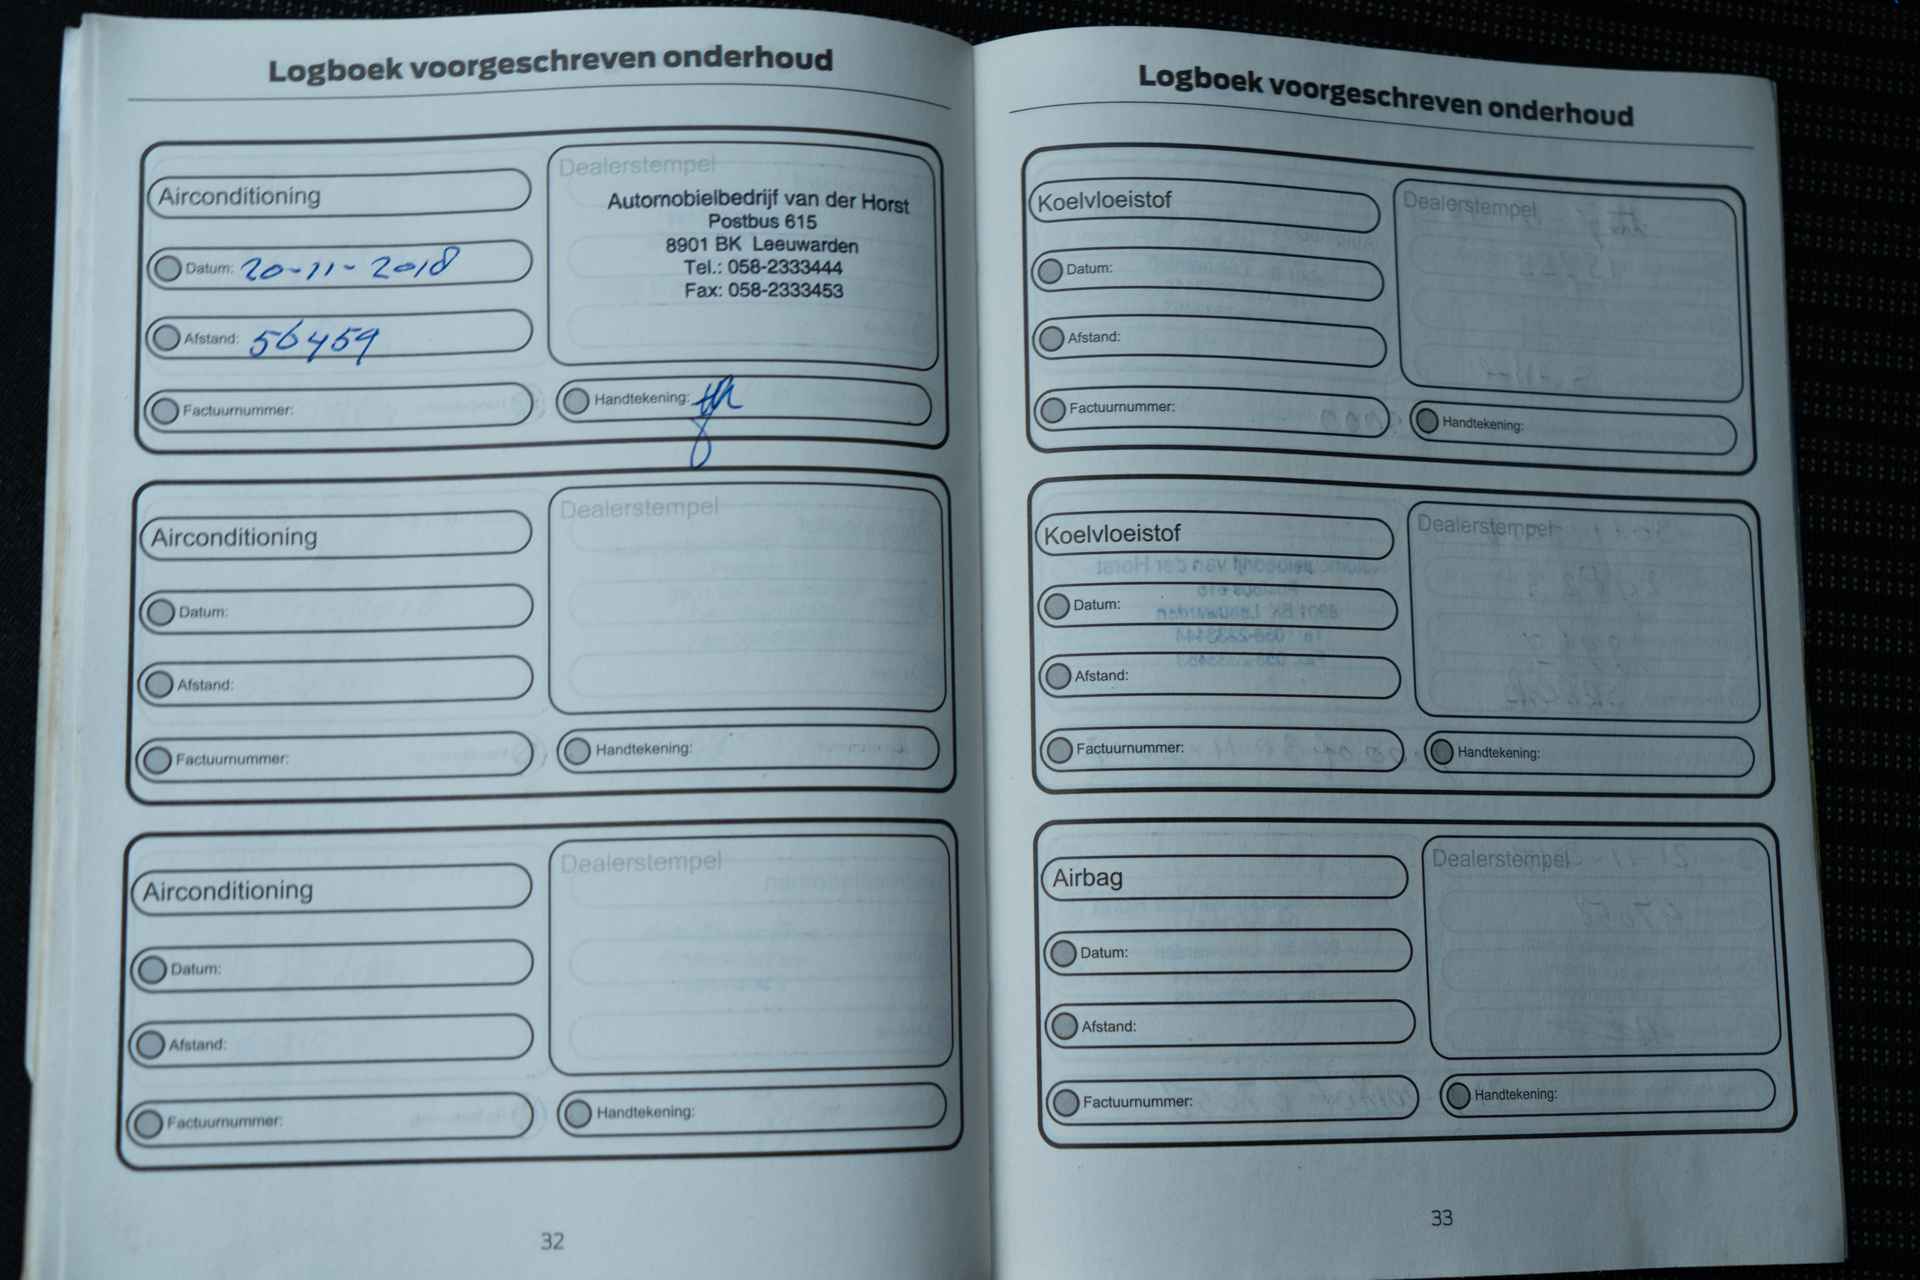 Logboek voorgeschreven onderhoud
Airconditioning
Datum: 20-11-2018
Afstand: 56459
Factuurnummer:
Dealerstempel
Automobielbedrijf van der Horst
Postbus 615
8901 BK Leeuwarden
Tel.: 058-2333444
Fax: 058-2333453
Handtekening:
Airconditioning
Datum:
Afstand:
Factuurnummer:
Dealerstempel
Handtekening:
Airconditioning
Datum:
Afstand:
Factuurnummer:
Dealerstempel
Handtekening:
32
Logboek voorgeschreven onderhoud
Koelvloeistof
Datum:
Afstand:
Factuurnummer:
Dealerstempel
Handtekening:
Koelvloeistof
Datum:
Afstand:
Factuurnummer:
Dealerstempel
Handtekening:
Airbag
Datum:
Afstand:
Factuurnummer:
Dealerstempel
Handtekening:
33